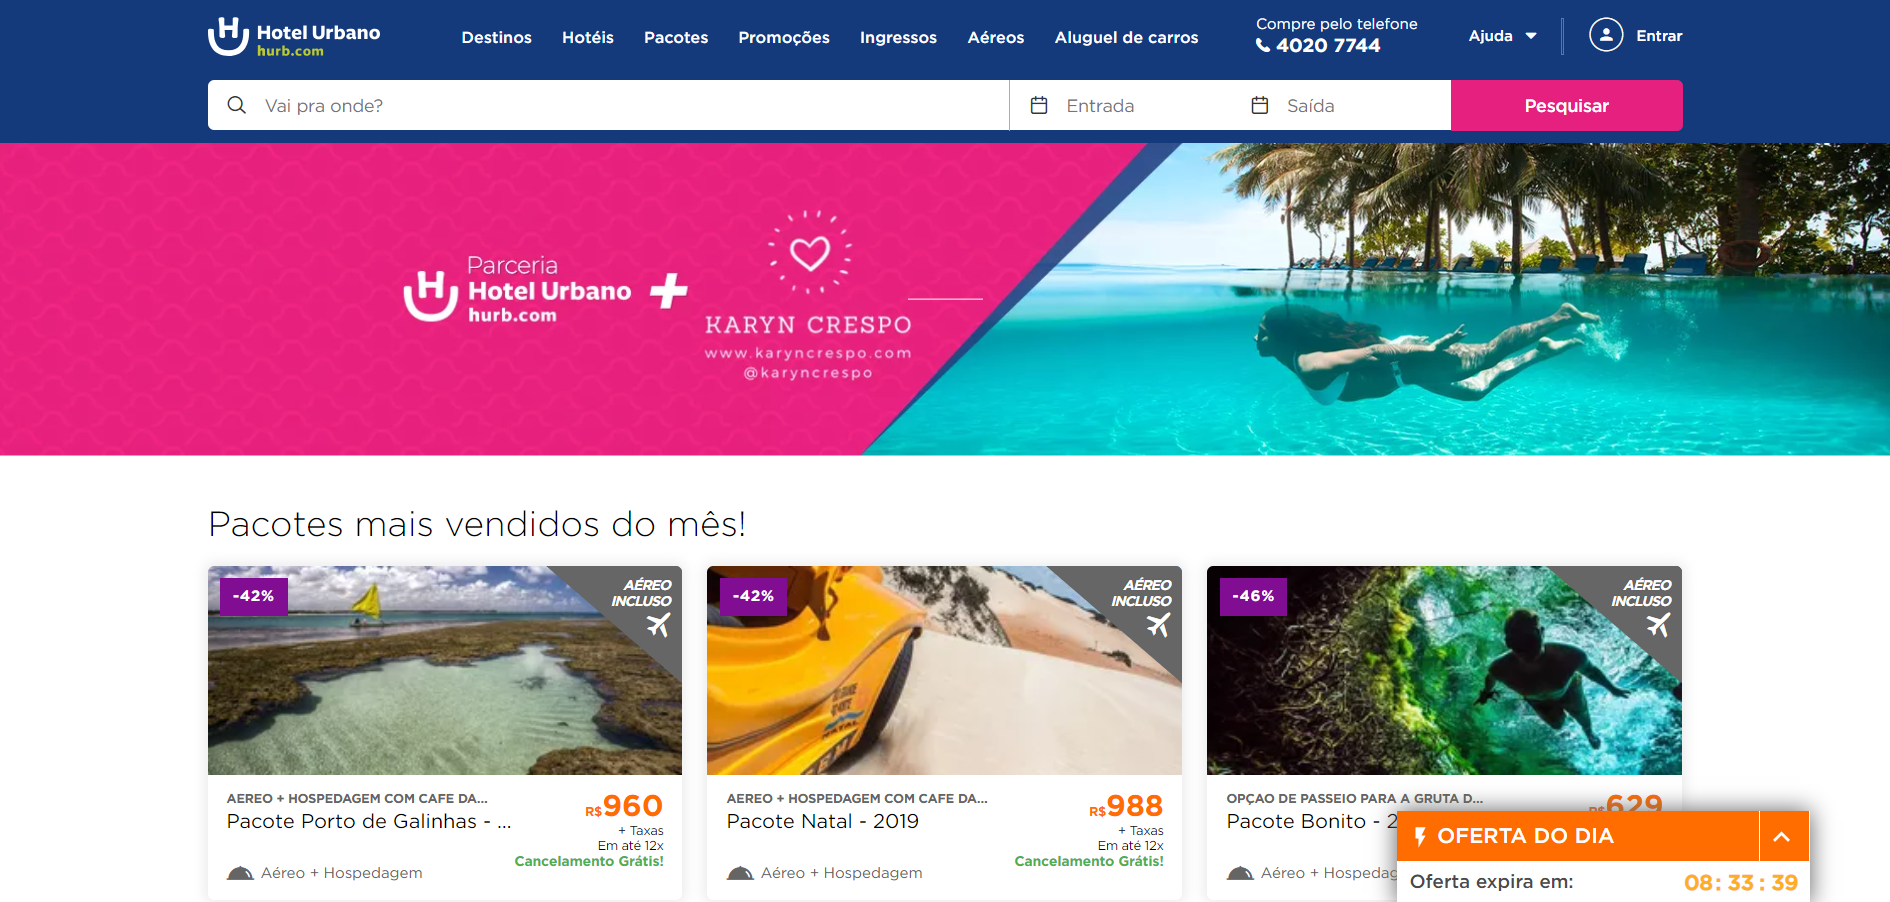 Hotel Urbano
hurb.com
Destinos
Hotéis
Pacotes
Promoções
Ingressos
Aéreos
Aluguel de carros
Compre pelo telefone
4020 7744
Ajuda
Entrar
Vai pra onde?
Entrada
Saída
Pesquisar
Parceria
Hotel Urbano
hurb.com
+
KARYN CRESPO
www.karyncrespo.com
@karyncrespo
Pacotes mais vendidos do mês!
-42%
AÉREO
INCLUSO
AEREO + HOSPEDAGEM COM CAFE DA...
Pacote Porto de Galinhas - ...
R$960
+ Taxas
Em até 12x
Cancelamento Grátis!
Aéreo + Hospedagem
-42%
AÉREO
INCLUSO
NATAL
AEREO + HOSPEDAGEM COM CAFE DA...
Pacote Natal - 2019
R$988
+ Taxas
Em até 12x
Cancelamento Grátis!
Aéreo + Hospedagem
-46%
AÉREO
INCLUSO
OPÇAO DE PASSEIO PARA A GRUTA D...
Pacote Bonito - 2
R$629
Aéreo + Hospedag
OFERTA DO DIA
Oferta expira em:
08 : 33 : 39